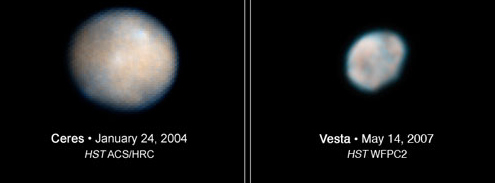 Ceres • January 24, 2004
HST ACS/HRC
Vesta • May 14, 2007
HST WFPC2